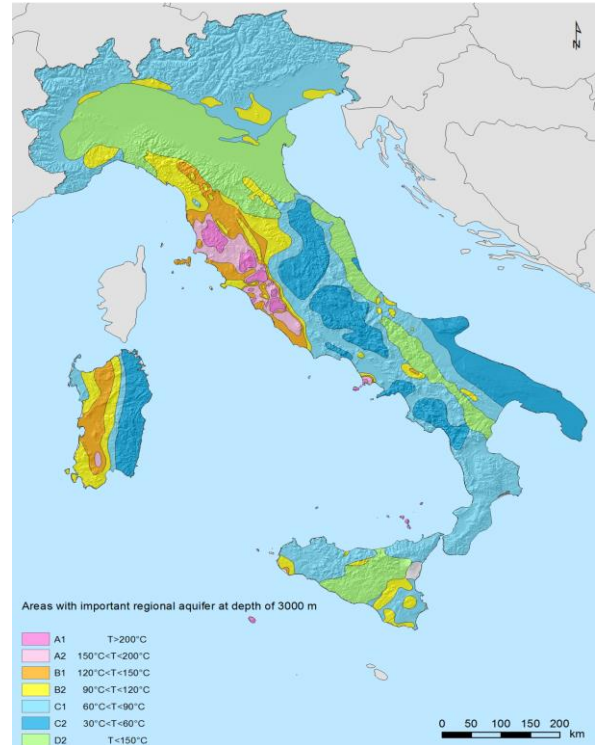 N
Areas with important regional aquifer at depth of 3000 m
A1 T>200°C
A2 150°C<T<200°C
B1 120°C<T<150°C
B2 90°C<T<120°C
C1 60°C<T<90°C
C2 30°C<T<60°C
D2 T<150°C
0 50 100 150 200
km